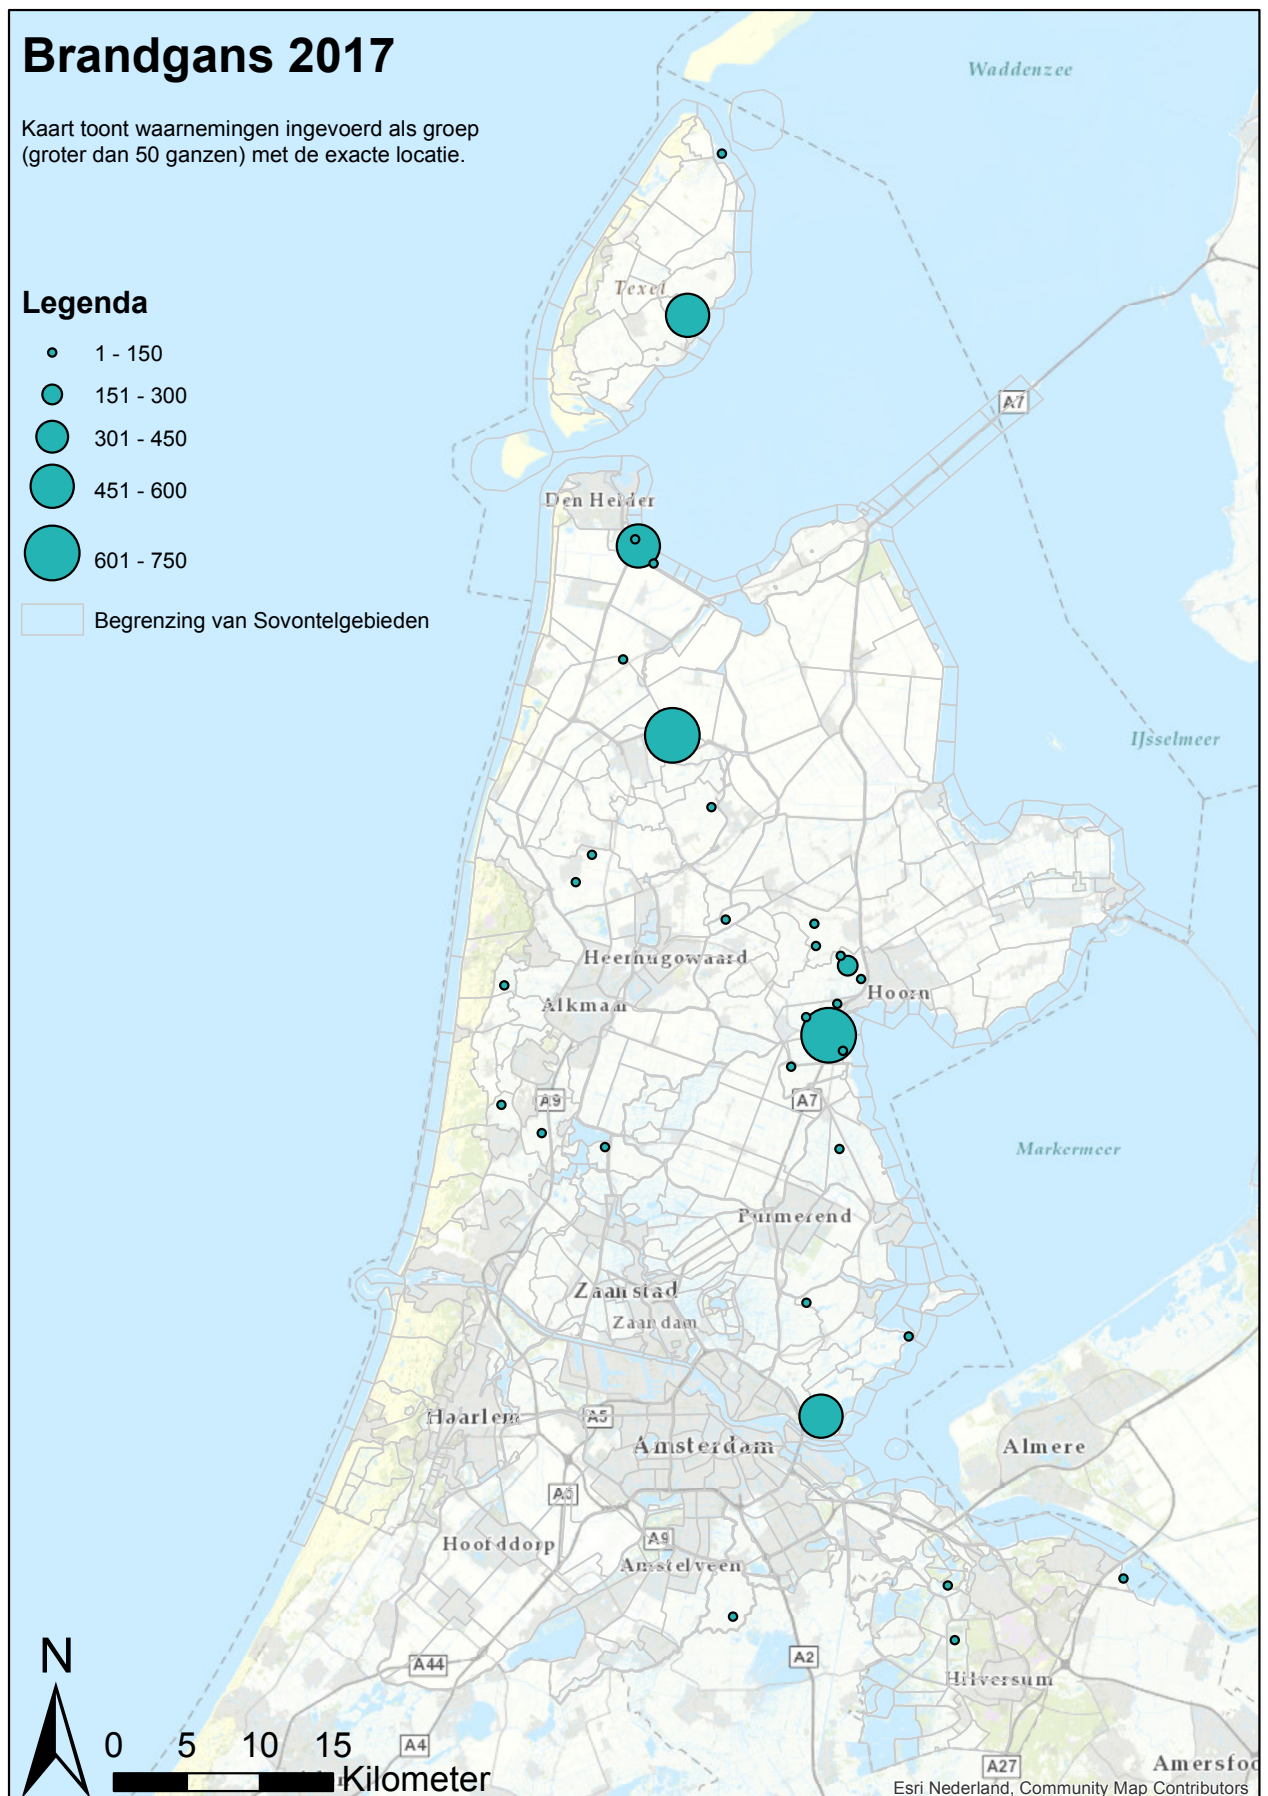 Brandgans 2017
Kaart toont waarnemingen ingevoerd als groep
(groter dan 50 ganzen) met de exacte locatie.
Waddenzee
Texel
Legenda
1 - 150
151 - 300
301 - 450
451 - 600
601 - 750
Begrenzing van Sovontelgebieden
A7
Den Helder
IJsselmeer
Heerhugowaard
Hoorn
Alkmaar
A9
A7
Markermeer
Purmerend
Zaanstad
Zaandam
Haarlem
A5
Amsterdam
Almere
Hoofddorp
A9
Amstelveen
A44
A2
Hilversum
N
0 5 10 15
Kilometer
A4
A27
Amersfoo
Esri Nederland, Community Map Contributors